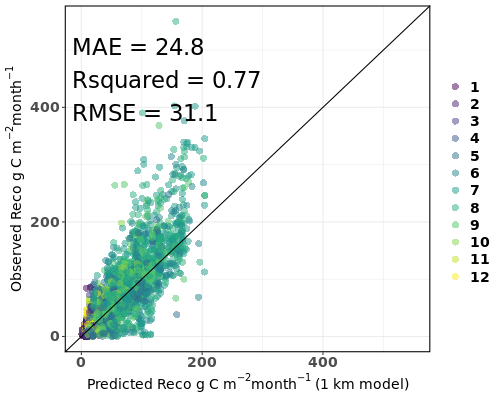 MAE = 24.8
Rsquared = 0.77
RMSE = 31.1
Observed Reco g C m⁻²month⁻¹
400
200
0
0 200 400
Predicted Reco g C m⁻²month⁻¹ (1 km model)
1
2
3
4
5
6
7
8
9
10
11
12